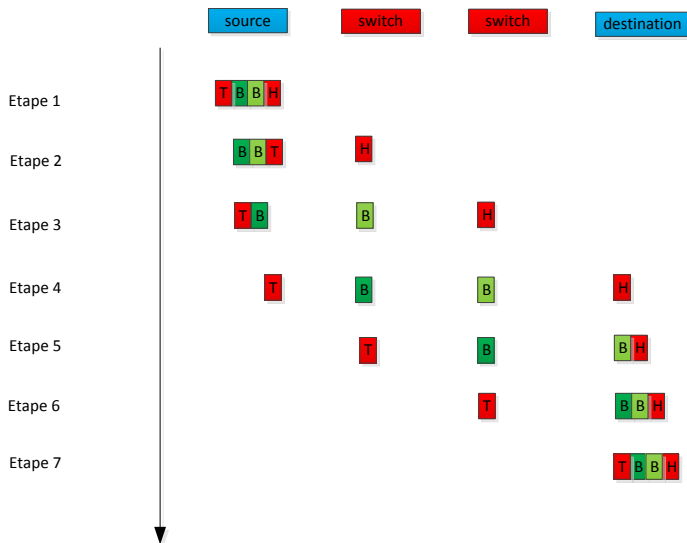 source switch switch destination
Etape 1 T B B H
Etape 2 B B T H
Etape 3 T B B H
Etape 4 T B B H
Etape 5 T B B H
Etape 6 T B B H
Etape 7 T B B H